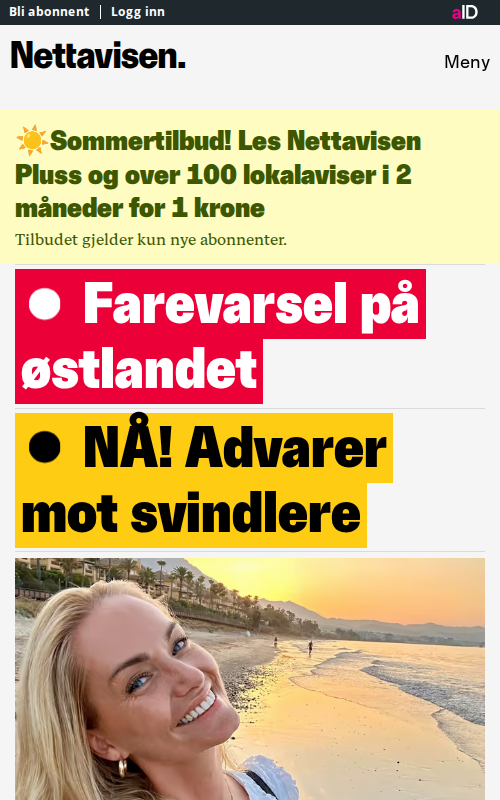 Bli abonnent | Logg inn
aID
Nettavisen.
Meny
☀️Sommertilbud! Les Nettavisen
Pluss og over 100 lokalaviser i 2
måneder for 1 krone
Tilbudet gjelder kun nye abonnenter.
Farevarsel på
østlandet
NÅ! Advarer
mot svindlere